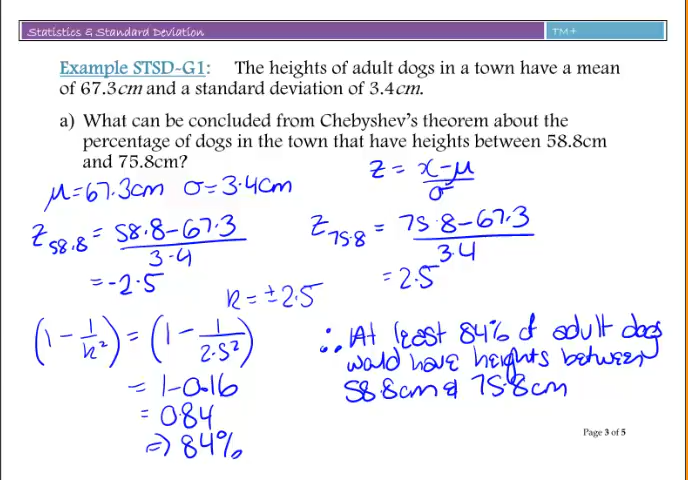 Statistics & Standard Deviation
TM+
Example STSD-G1: The heights of adult dogs in a town have a mean
of 67.3cm and a standard deviation of 3.4cm.
a) What can be concluded from Chebyshev's theorem about the
percentage of dogs in the town that have heights between 58.8cm
and 75.8cm?
z = (x-μ)/σ
μ=67.3cm σ=3.4cm
z58.8 = (58.8-67.3)/3.4
= -2.5
z75.8 = (75.8-67.3)/3.4
= 2.5
k = ±2.5
(1 - 1/k²) = (1 - 1/2.5²)
= 1-0.16
= 0.84
⇒ 84%
∴ At least 84% of adult dogs
would have heights between
58.8cm & 75.8cm
Page 3 of 5